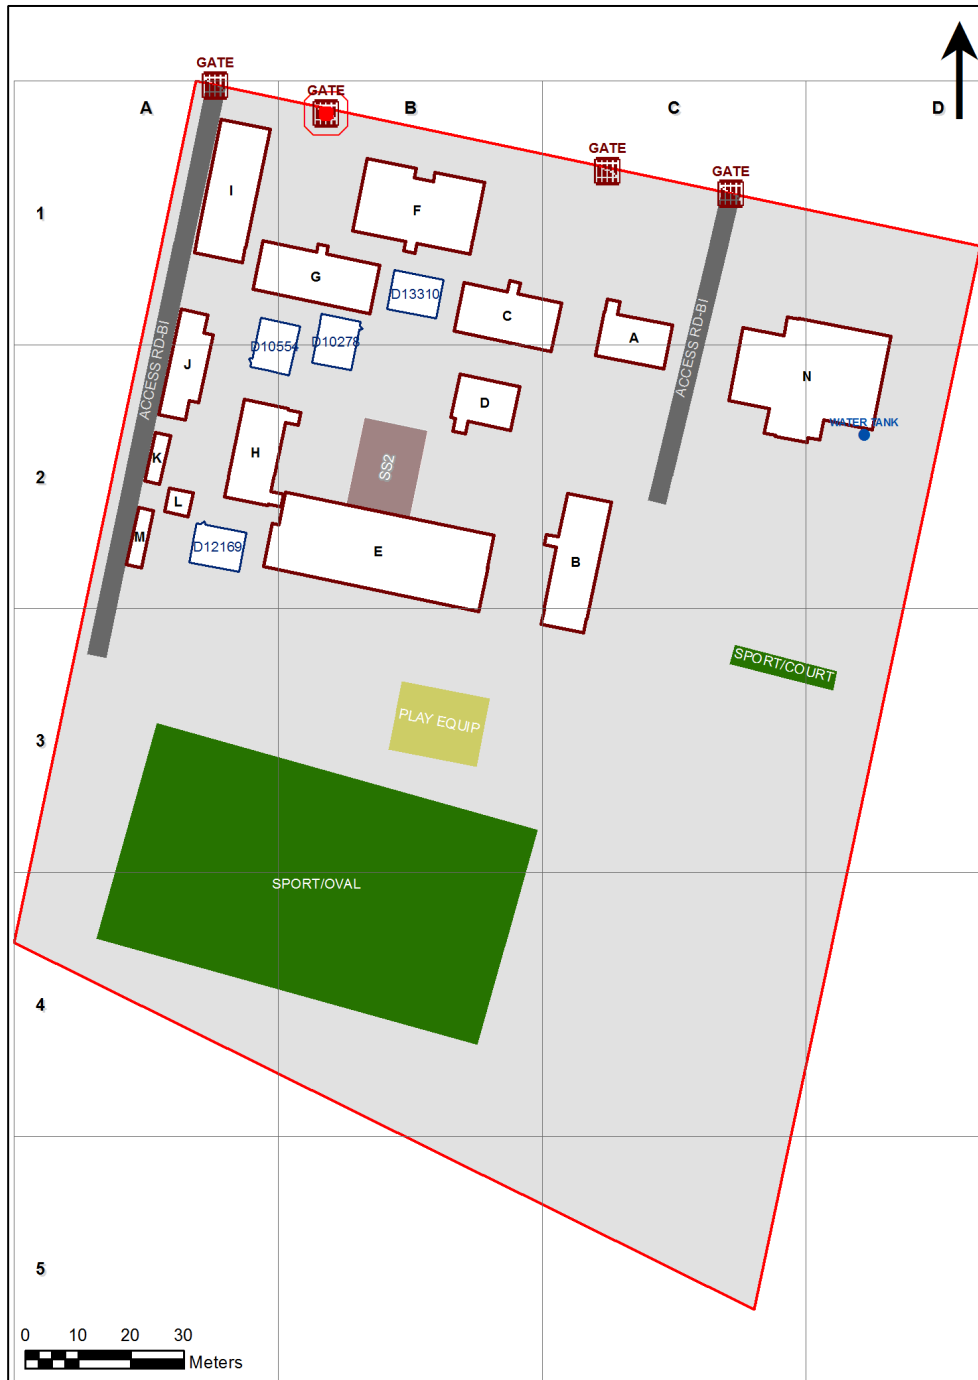 GATE
GATE
A
B
C
D
GATE
GATE
1
I
F
G
D13310
C
A
ACCESS RD-BI
D10554
D10278
J
ACCESS RD-BI
N
D
WATER TANK
2
K
H
SS2
L
M
D12169
E
B
SPORT/COURT
3
PLAY EQUIP
SPORT/OVAL
4
5
0 10 20 30
Meters